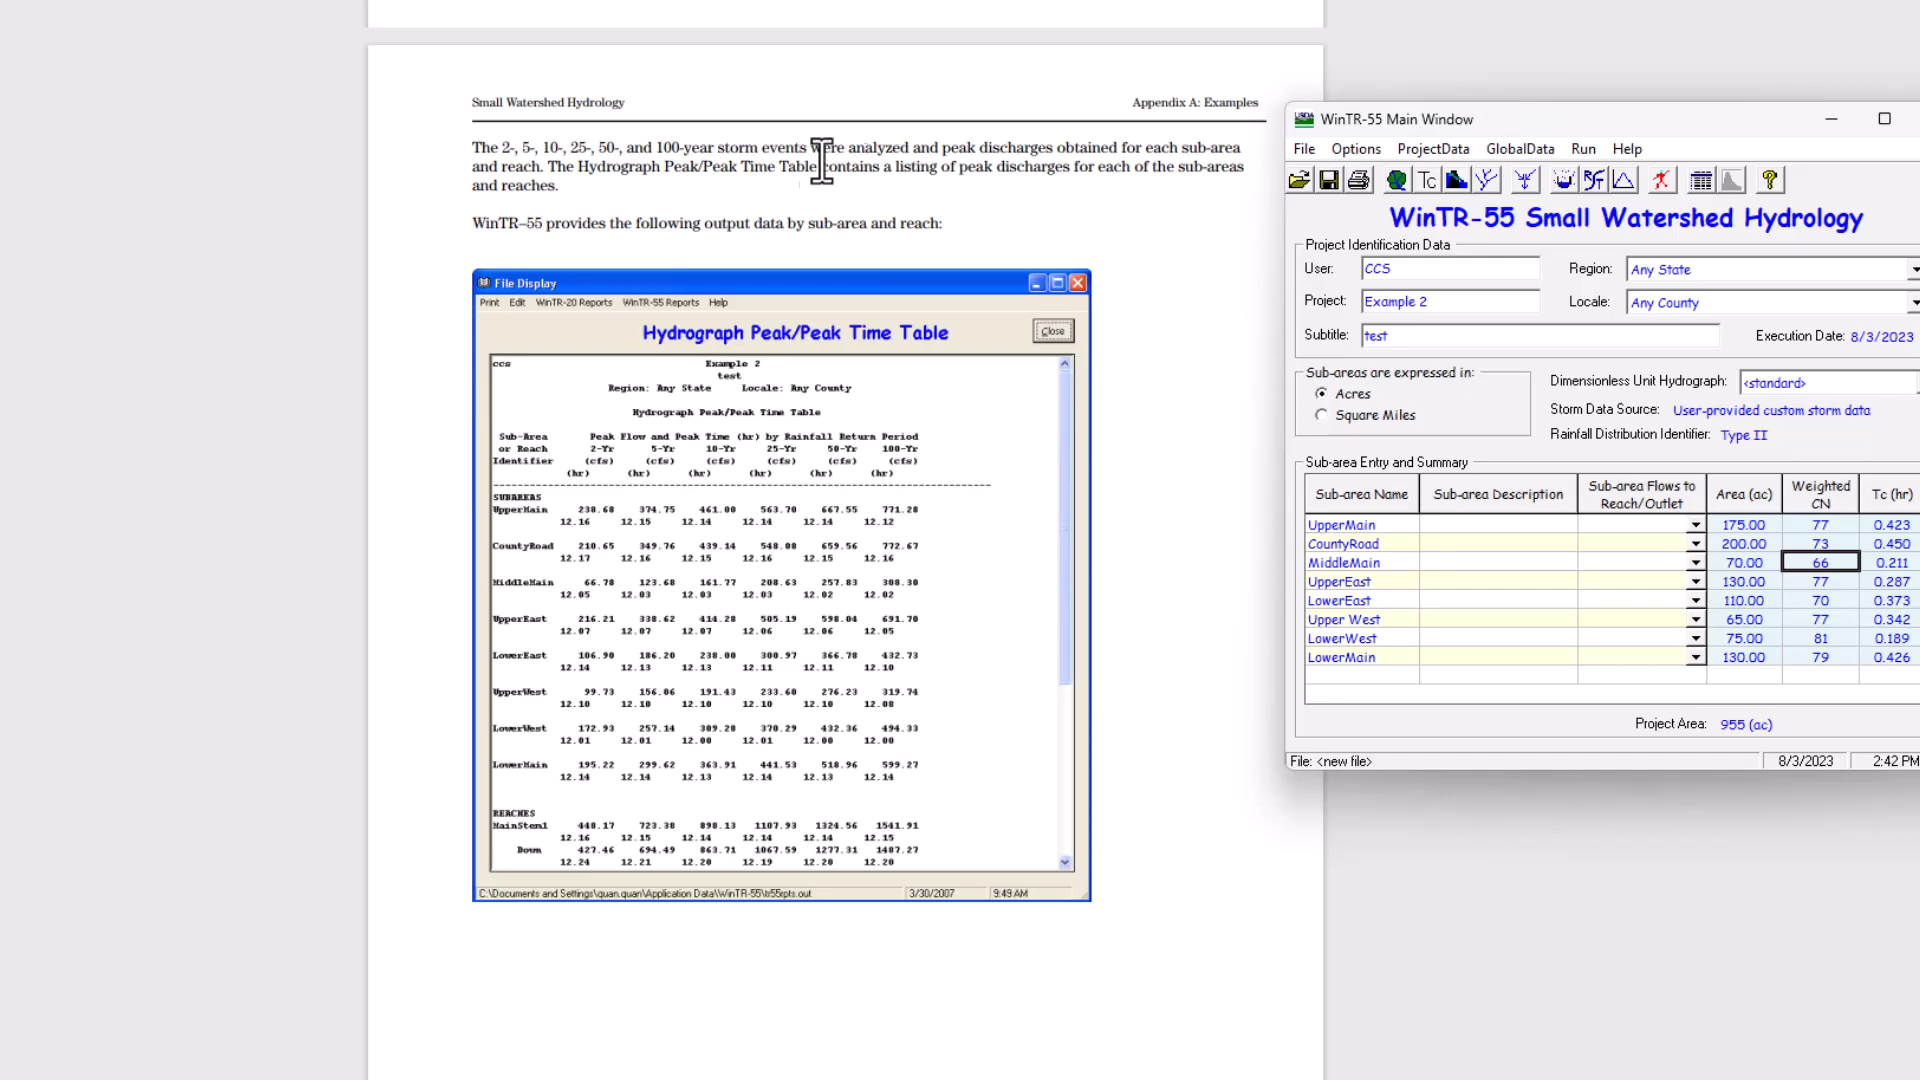 Small Watershed Hydrology Appendix A: Examples
The 2-, 5-, 10-, 25-, 50-, and 100-year storm events were analyzed and peak discharges obtained for each sub-area
and reach. The Hydrograph Peak/Peak Time Table contains a listing of peak discharges for each of the sub-areas
and reaches.
WinTR–55 provides the following output data by sub-area and reach:
File Display
Print Edit WinTR-20 Reports WinTR-55 Reports Help
Hydrograph Peak/Peak Time Table Close
ccs Example 2
test
Region: Any State Locale: Any County
Hydrograph Peak/Peak Time Table
Sub-Area Peak Flow and Peak Time (hr) by Rainfall Return Period
or Reach 2-Yr 5-Yr 10-Yr 25-Yr 50-Yr 100-Yr
Identifier (cfs) (cfs) (cfs) (cfs) (cfs) (cfs)
(hr) (hr) (hr) (hr) (hr) (hr)
SUBAREAS
UpperMain 238.68 374.75 461.00 563.70 667.55 771.28
12.16 12.15 12.14 12.14 12.14 12.12
CountyRoad 210.65 349.76 439.14 548.08 659.56 772.67
12.17 12.16 12.15 12.16 12.15 12.16
MiddleMain 66.78 123.68 161.77 208.63 257.83 308.30
12.05 12.03 12.03 12.03 12.02 12.02
UpperEast 216.21 338.62 414.28 505.19 598.04 691.70
12.07 12.07 12.07 12.06 12.06 12.05
LowerEast 106.90 186.20 238.00 300.97 366.78 432.73
12.14 12.13 12.13 12.11 12.11 12.10
UpperWest 99.73 156.06 191.43 233.60 276.23 319.74
12.10 12.10 12.10 12.10 12.10 12.08
LowerWest 172.93 257.14 309.28 370.29 432.36 494.33
12.01 12.01 12.00 12.01 12.00 12.00
LowerMain 195.22 299.62 363.91 441.53 518.96 599.27
12.14 12.14 12.13 12.14 12.13 12.14
REACHES
MainStem1 448.17 723.38 898.13 1107.93 1324.56 1541.91
12.16 12.15 12.14 12.14 12.14 12.15
Down 427.46 694.49 863.71 1067.59 1277.31 1487.27
12.24 12.21 12.20 12.19 12.20 12.20
C:\Documents and Settings\quan.quan\Application Data\WinTR-55\tr55rpts.out 3/30/2007 9:49 AM
WinTR-55 Main Window
File Options ProjectData GlobalData Run Help
Tc
WinTR-55 Small Watershed Hydrology
Project Identification Data
User: CCS Region: Any State
Project: Example 2 Locale: Any County
Subtitle: test Execution Date: 8/3/2023
Sub-areas are expressed in:
Acres
Square Miles
Dimensionless Unit Hydrograph: <standard>
Storm Data Source: User-provided custom storm data
Rainfall Distribution Identifier: Type II
Sub-area Entry and Summary
Sub-area Name Sub-area Description Sub-area Flows to Reach/Outlet Area (ac) Weighted CN Tc (hr)
UpperMain 175.00 77 0.423
CountyRoad 200.00 73 0.450
MiddleMain 70.00 66 0.211
UpperEast 130.00 77 0.287
LowerEast 110.00 70 0.373
Upper West 65.00 77 0.342
LowerWest 75.00 81 0.189
LowerMain 130.00 79 0.426
Project Area: 955 (ac)
File: <new file> 8/3/2023 2:42 PM